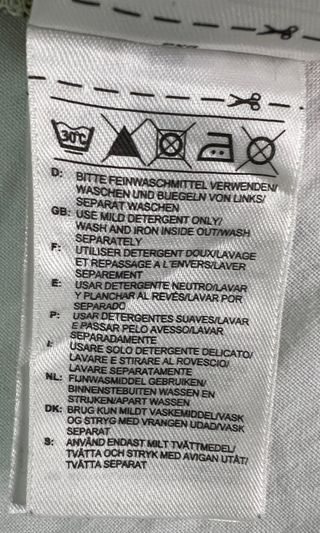 30°C
D: BITTE FEINWASCHMITTEL VERWENDEN/
WASCHEN UND BUEGELN VON LINKS/
SEPARAT WASCHEN
GB: USE MILD DETERGENT ONLY/
WASH AND IRON INSIDE OUT/WASH
SEPARATELY
F: UTILISER DETERGENT DOUX/LAVAGE
ET REPASSAGE A L'ENVERS/LAVER
SEPAREMENT
E: USAR DETERGENTE NEUTRO/LAVAR
Y PLANCHAR AL REVÉS/LAVAR POR
SEPARADO
P: USAR DETERGENTES SUAVES/LAVAR
E PASSAR PELO AVESSO/LAVAR
SEPARADAMENTE
I: USARE SOLO DETERGENTE DELICATO/
LAVARE E STIRARE AL ROVESCIO/
LAVARE SEPARATAMENTE
NL: FIJNWASMIDDEL GEBRUIKEN/
BINNENSTEBUITEN WASSEN EN
STRIJKEN/APART WASSEN
DK: BRUG KUN MILDT VASKEMIDDEL/VASK
OG STRYG MED VRANGEN UDAD/VASK
SEPARAT
S: ANVÄND ENDAST MILT TVÄTTMEDEL/
TVÄTTA OCH STRYK MED AVIGAN UTÅT/
TVÄTTA SEPARAT